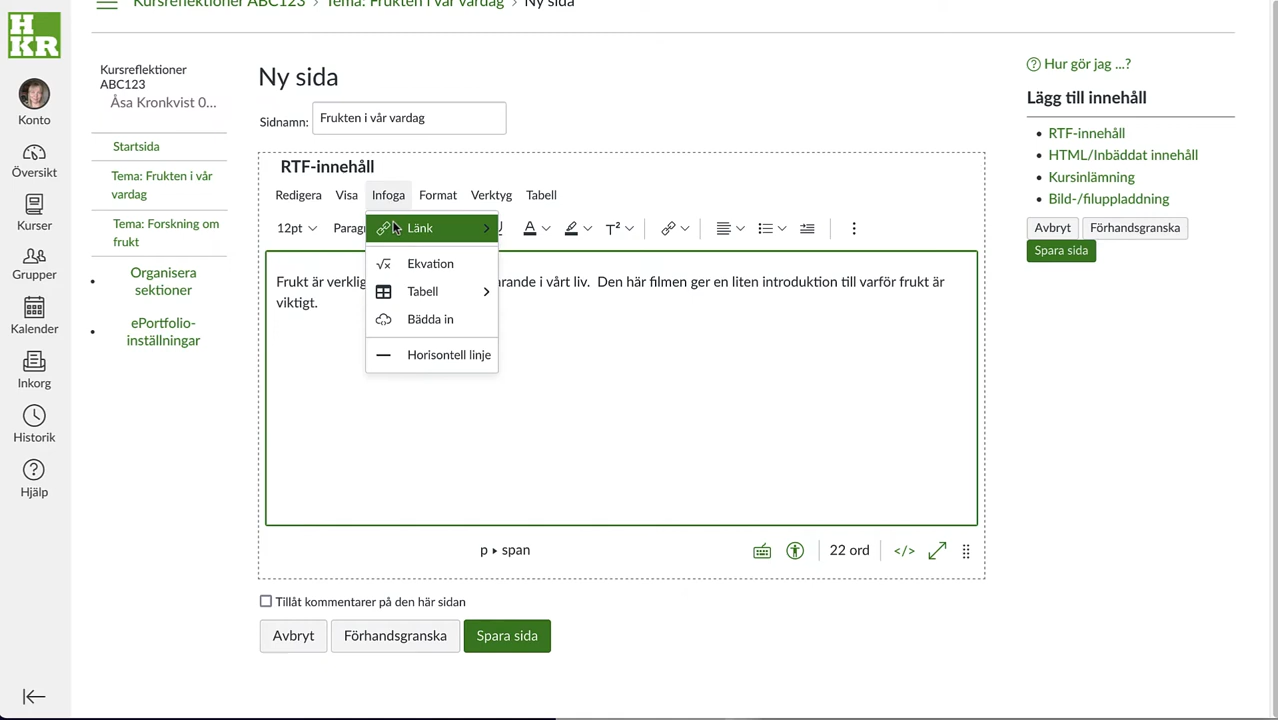 Kursreflektioner ABC123 › Tema: Frukten i vår vardag › Ny sida
HKR
Konto
Översikt
Kurser
Grupper
Kalender
Inkorg
Historik
Hjälp
Kursreflektioner
ABC123
Åsa Kronkvist 0...
Startsida
Tema: Frukten i vår
vardag
Tema: Forskning om
frukt
Organisera
sektioner
ePortfolio-
inställningar
Ny sida
Sidnamn: Frukten i vår vardag
RTF-innehåll
Redigera Visa Infoga Format Verktyg Tabell
12pt
Länk
Ekvation
Tabell
Bädda in
Horisontell linje
Frukt är i vårt liv. Den här filmen ger en liten introduktion till varför frukt är
viktigt.
p ▸ span
22 ord </>
Tillåt kommentarer på den här sidan
Avbryt Förhandsgranska Spara sida
Hur gör jag ...?
Lägg till innehåll
RTF-innehåll
HTML/Inbäddat innehåll
Kursinlämning
Bild-/filuppladdning
Avbryt Förhandsgranska
Spara sida